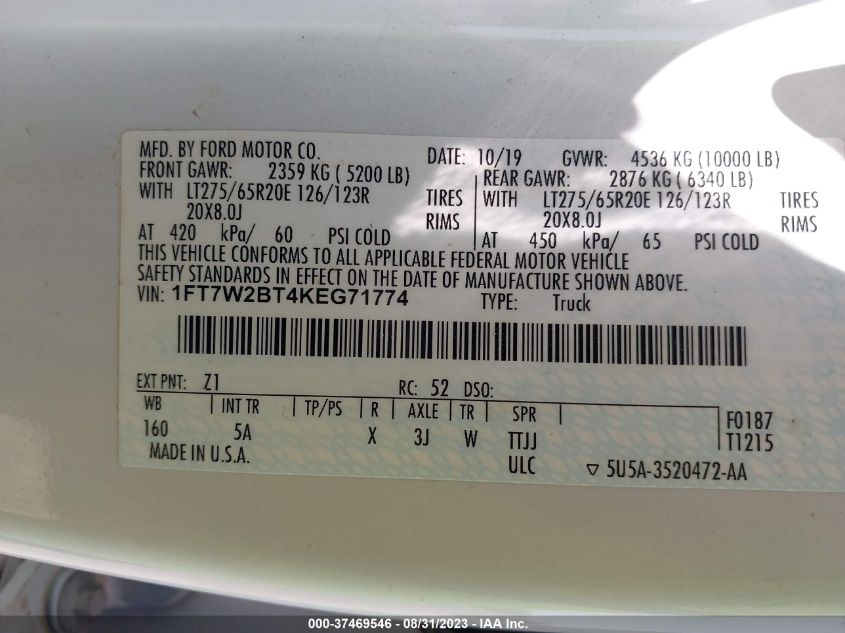 MFD. BY FORD MOTOR CO. DATE: 10/19 GVWR: 4536 KG (10000 LB)
FRONT GAWR: 2359 KG ( 5200 LB) REAR GAWR: 2876 KG ( 6340 LB)
WITH LT275/65R20E 126/123R TIRES WITH LT275/65R20E 126/123R TIRES
20X8.0J RIMS 20X8.0J RIMS
AT 420 kPa/ 60 PSI COLD AT 450 kPa/ 65 PSI COLD
THIS VEHICLE CONFORMS TO ALL APPLICABLE FEDERAL MOTOR VEHICLE
SAFETY STANDARDS IN EFFECT ON THE DATE OF MANUFACTURE SHOWN ABOVE.
VIN: 1FT7W2BT4KEG71774 TYPE: Truck
EXT PNT: Z1 RC: 52 DSO:
WB INT TR TP/PS R AXLE TR SPR F0187
160 5A X 3J W TTJJ T1215
MADE IN U.S.A. ULC 5U5A-3520472-AA
000-37469546 - 08/31/2023 - IAA Inc.